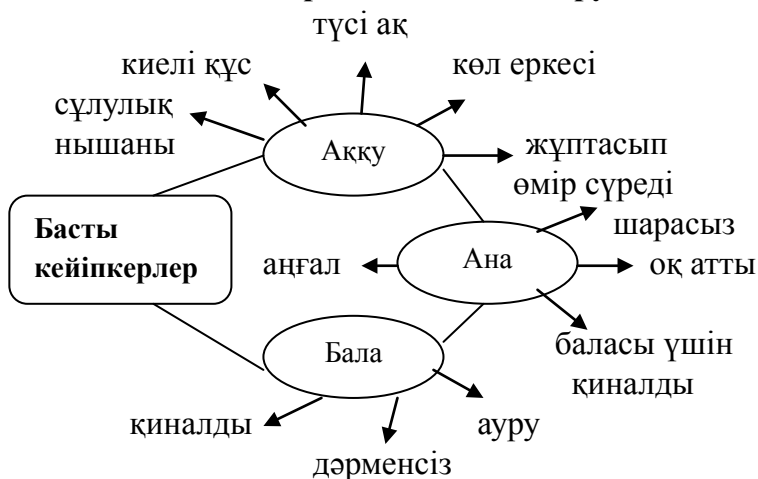 түсі ақ
киелі құс
көл еркесі
сұлулық
нышаны
Аққу
жұптасып
өмір сүреді
Басты
кейіпкерлер
шарасыз
аңғал
Ана
оқ атты
Бала
баласы үшін
қиналды
қиналды
ауру
дәрменсіз